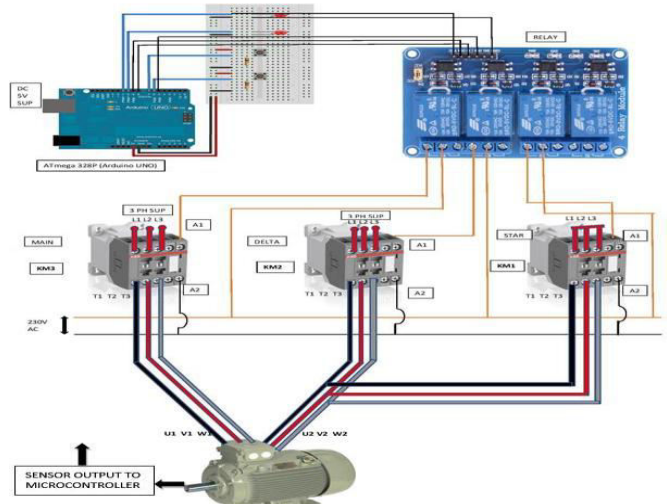 RELAY
DC
5V
SUP
Arduino UNO
4 Relay Module
ATmega 328P (Arduino UNO)
3 PH SUP
L1 L2 L3
A1
MAIN
KM3
T1 T2 T3
A2
3 PH SUP
L1 L2 L3
A1
DELTA
KM2
T1 T2 T3
A2
L1 L2 L3
STAR
A1
KM1
T1 T2 T3
A2
230V
AC
U1 V1 W1
U2 V2 W2
SENSOR OUTPUT TO
MICROCONTROLLER